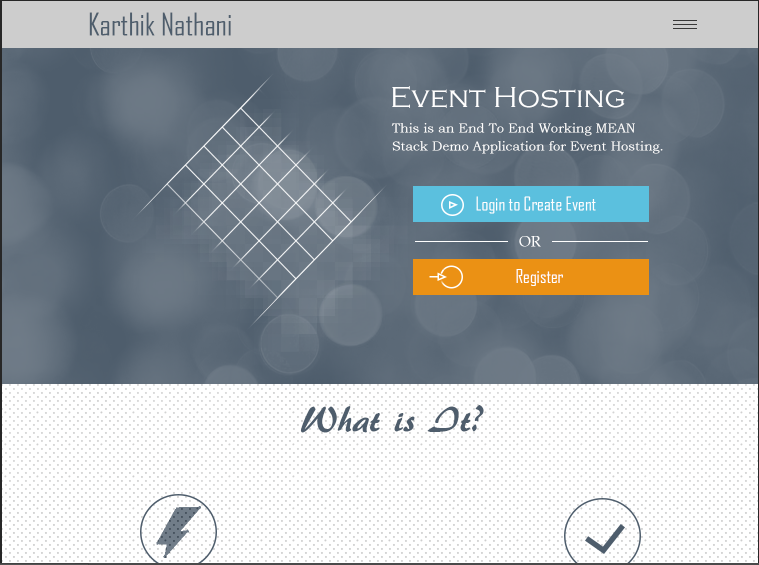 Karthik Nathani
Event Hosting
This is an End To End Working MEAN
Stack Demo Application for Event Hosting.
Login to Create Event
OR
Register
What is It?